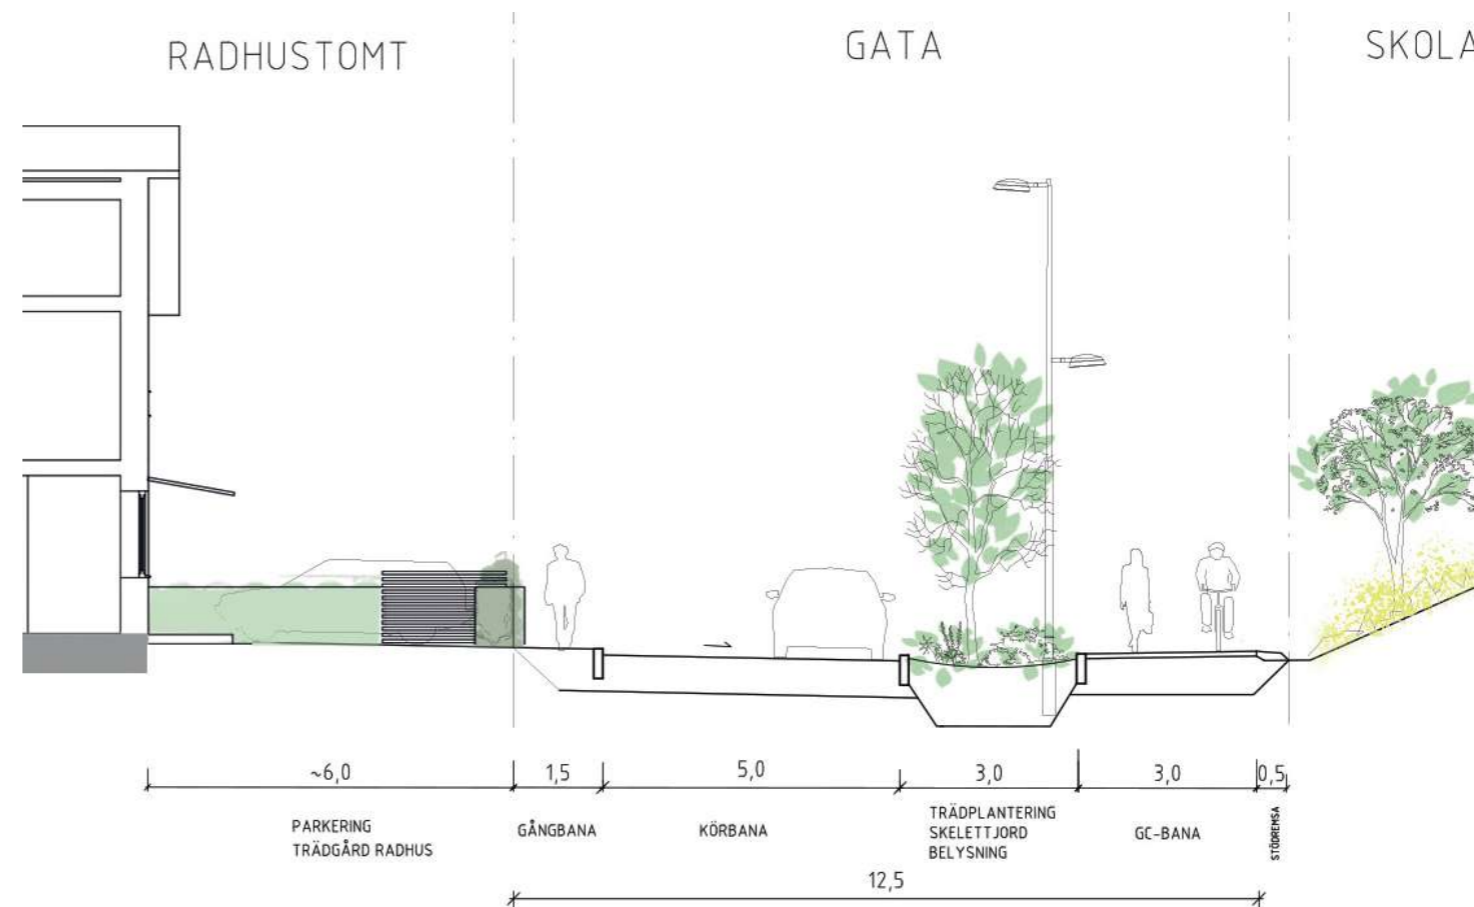 RADHUSTOMT
GATA
SKOLA
~6,0
1,5
5,0
3,0
3,0
0,5
PARKERING
TRÄDGÅRD RADHUS
GÅNGBANA
KÖRBANA
TRÄDPLANTERING
SKELETTJORD
BELYSNING
GC-BANA
STÖDREMSA
12,5